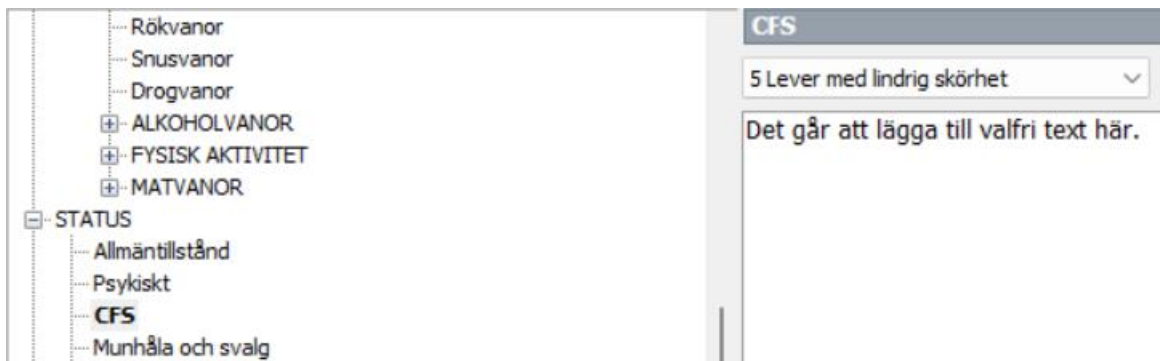 Rökvanor
Snusvanor
Drogvanor
ALKOHOLVANOR
FYSISK AKTIVITET
MATVANOR
STATUS
Allmäntillstånd
Psykiskt
CFS
Munhåla och svalg
CFS
5 Lever med lindrig skörhet
Det går att lägga till valfri text här.